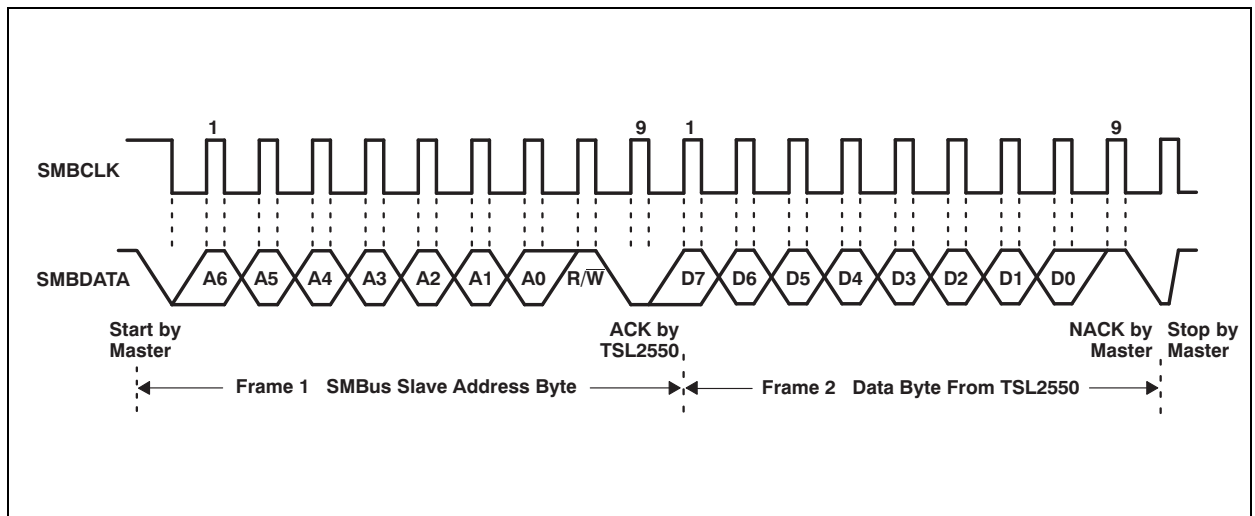 1 9 1 9
SMBCLK
SMBDATA A6 A5 A4 A3 A2 A1 A0 R/W̅ D7 D6 D5 D4 D3 D2 D1 D0
Start by
Master
ACK by
TSL2550
NACK by
Master
Stop by
Master
Frame 1 SMBus Slave Address Byte
Frame 2 Data Byte From TSL2550